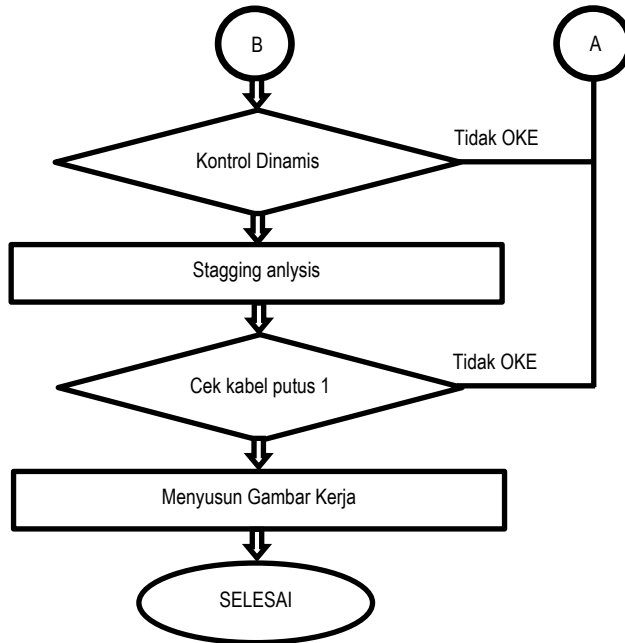 B
A
Kontrol Dinamis
Tidak OKE
Stagging anlysis
Tidak OKE
Cek kabel putus 1
Menyusun Gambar Kerja
SELESAI